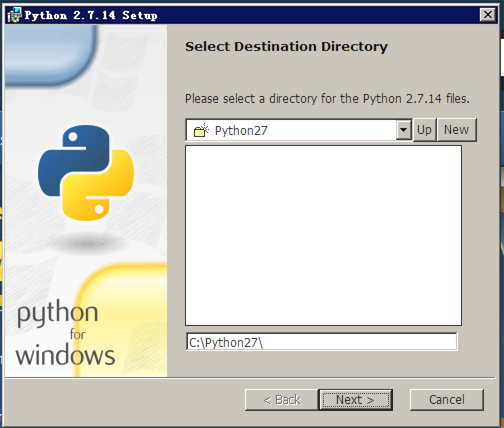 Python 2.7.14 Setup
Select Destination Directory
Please select a directory for the Python 2.7.14 files.
Python27
Up
New
C:\Python27\
python
for
windows
< Back
Next >
Cancel